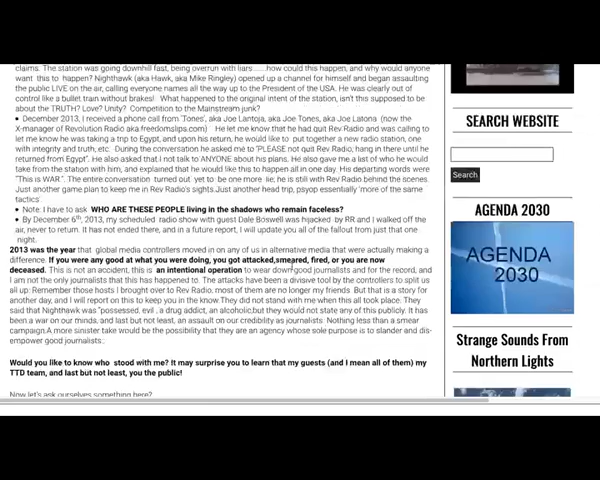 claims. The station was going downhill fast, being overrun with liars.......how could this happen, and why would anyone
want this to happen? Nighthawk (aka Hawk, aka Mike Ringley) opened up a channel for himself and began assaulting
the public LIVE on the air, calling everyone names all the way up to the President of the USA. He was clearly out of
control like a bullet train without brakes! What happened to the original intent of the station, isn't this supposed to be
about the TRUTH? Love? Unity? Competition to the Mainstream junk?
• December 2013, I received a phone call from 'Tones', aka Joe Lantoja, aka Joe Tones, aka Joe Latona (now the
X-manager of Revolution Radio aka.freedomslips.com) He let me know that he had quit Rev Radio and was calling to
let me know he was taking a trip to Egypt, and upon his return, he would like to put together a new radio station, one
with integrity and truth, etc. During the conversation he asked me to "PLEASE not quit Rev Radio; hang in there until he
returned from Egypt". He also asked that I not talk to ANYONE about his plans. He also gave me a list of who he would
take from the station with him, and explained that he would like this to happen all in one day. His departing words were
"This is WAR". The entire conversation turned out yet to be one more lie; he is still with Rev Radio behind the scenes.
Just another game plan to keep me in Rev Radio's sights.Just another head trip, psyop essentially 'more of the same
tactics'
• Note: I have to ask WHO ARE THESE PEOPLE living in the shadows who remain faceless?
• By December 6th, 2013, my scheduled radio show with guest Dale Boswell was hijacked by RR and I walked off the
air, never to return. It has not ended there, and in a future report, I will update you all of the fallout from just that one
night.
2013 was the year that global media controllers moved in on any of us in alternative media that were actually making a
difference. If you were any good at what you were doing, you got attacked,smeared, fired, or you are now
deceased. This is not an accident, this is an intentional operation to wear down good journalists and for the record, and
I am not the only journalists that this has happened to. The attacks have been a divisive tool by the controllers to split us
all up. Remember those hosts I brought over to Rev Radio, most of them are no longer my friends. But that is a story for
another day, and I will report on this to keep you in the know.They did not stand with me when this all took place. They
said that Nighthawk was "possessed, evil , a drug addict, an alcoholic,but they would not state any of this publicly. It has
been a war on our minds, and last but not least, an assault on our credibility as journalists. Nothing less than a smear
campaign.A more sinister take would be the possibility that they are an agency whose sole purpose is to slander and dis-
empower good journalists.
Would you like to know who stood with me? It may surprise you to learn that my guests (and I mean all of them) my
TTD team, and last but not least, you the public!
Now let's ask ourselves something here?
SEARCH WEBSITE
Search
AGENDA 2030
AGENDA
2030
Strange Sounds From
Northern Lights